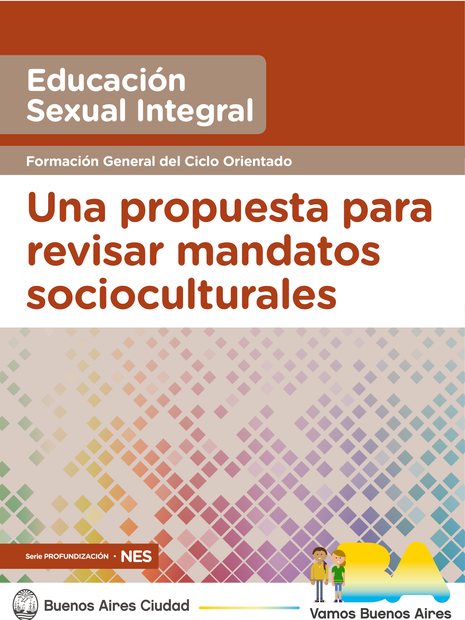 Educación
Sexual Integral
Formación General del Ciclo Orientado
Una propuesta para
revisar mandatos
socioculturales
Serie PROFUNDIZACIÓN · NES
Buenos Aires Ciudad
BA
Vamos Buenos Aires